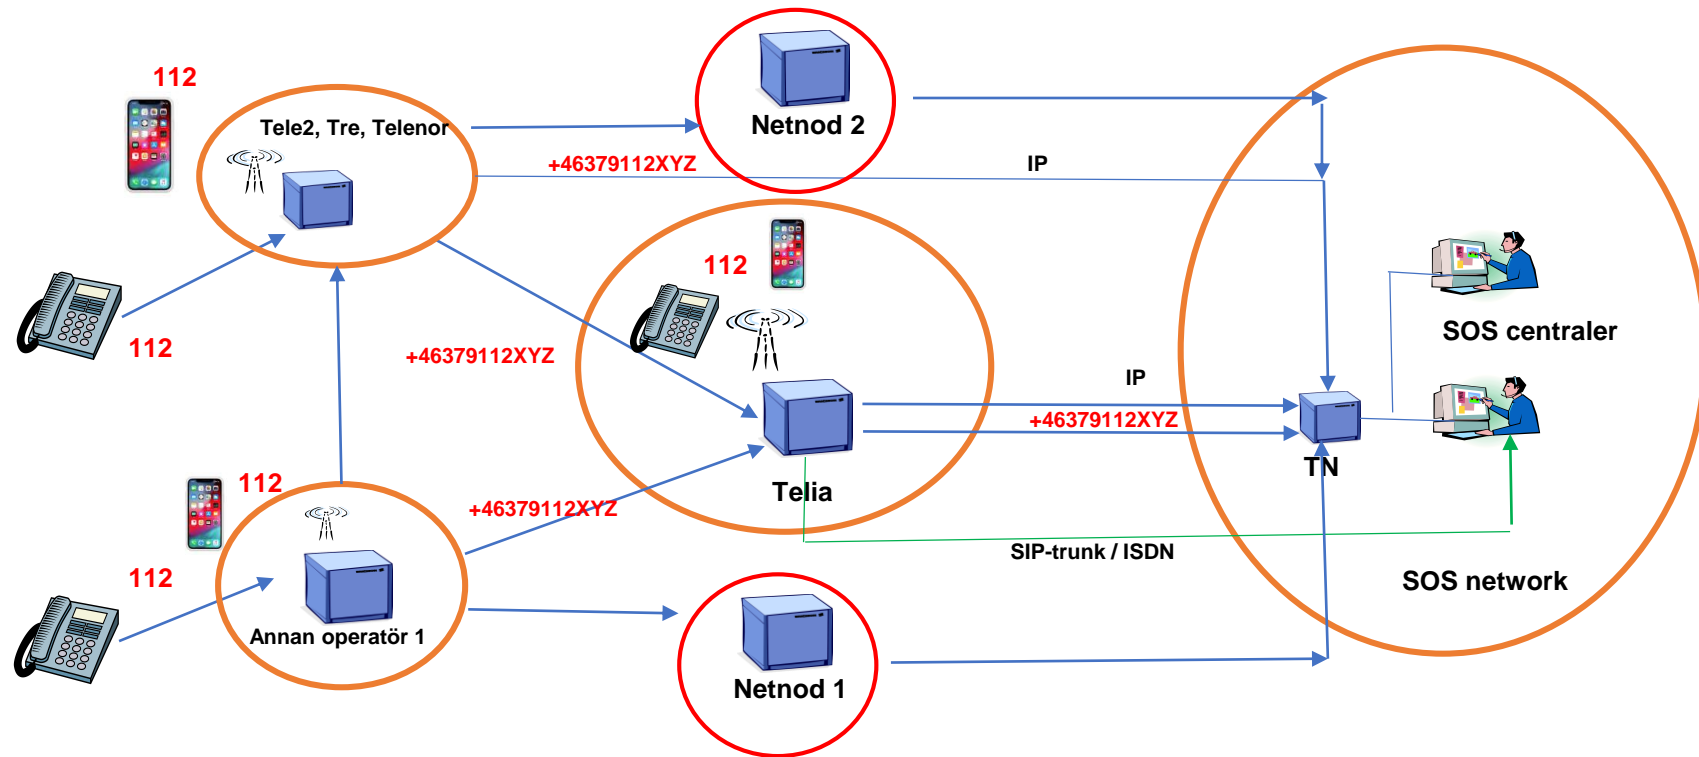 112
Tele2, Tre, Telenor
Netnod 2
+46379112XYZ
IP
112
112
+46379112XYZ
SOS centraler
IP
+46379112XYZ
TN
Telia
112
+46379112XYZ
SIP-trunk / ISDN
112
SOS network
Annan operatör 1
Netnod 1